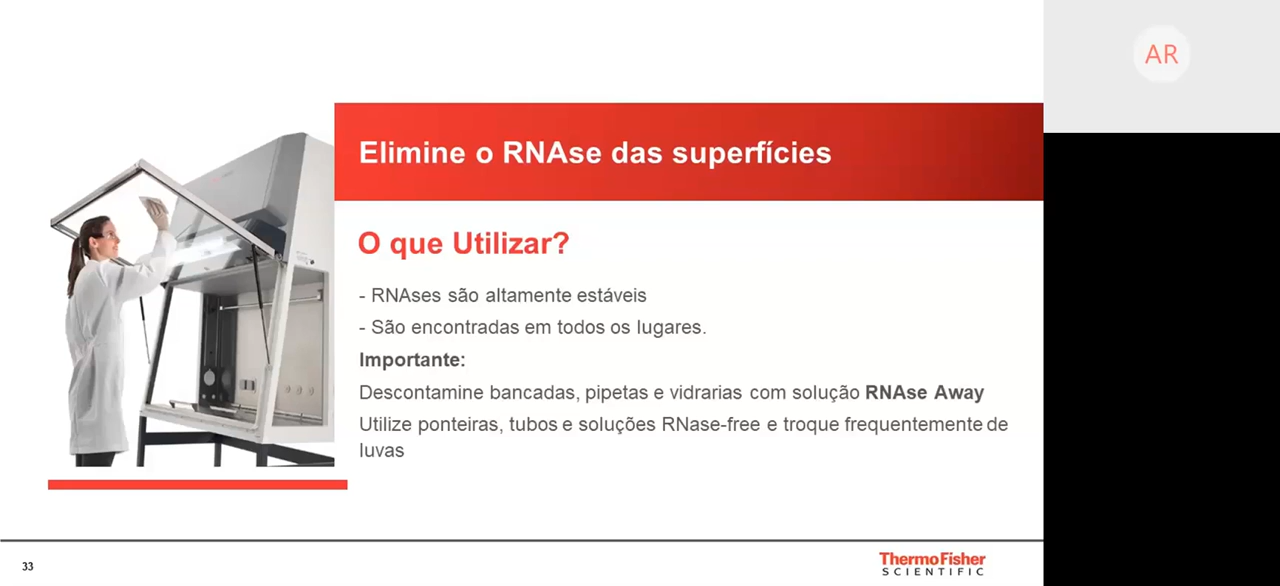 AR
Elimine o RNAse das superfícies
O que Utilizar?
- RNAses são altamente estáveis
- São encontradas em todos os lugares.
Importante:
Descontamine bancadas, pipetas e vidrarias com solução RNAse Away
Utilize ponteiras, tubos e soluções RNase-free e troque frequentemente de
luvas
33
ThermoFisher
SCIENTIFIC